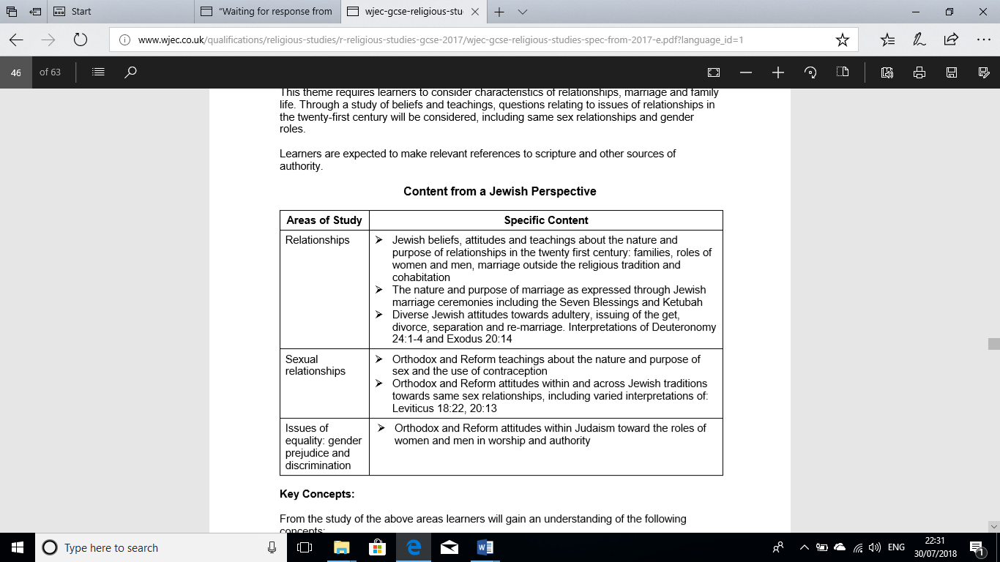 Start
"Waiting for response from
wjec-gcse-religious-stu
www.wjec.co.uk/qualifications/religious-studies/r-religious-studies-gcse-2017/wjec-gcse-religious-studies-spec-from-2017-e.pdf?language_id=1
46 of 63
This theme requires learners to consider characteristics of relationships, marriage and family
life. Through a study of beliefs and teachings, questions relating to issues of relationships in
the twenty-first century will be considered, including same sex relationships and gender
roles.
Learners are expected to make relevant references to scripture and other sources of
authority.
Content from a Jewish Perspective
Areas of Study
Specific Content
Relationships
➢ Jewish beliefs, attitudes and teachings about the nature and
purpose of relationships in the twenty first century: families, roles of
women and men, marriage outside the religious tradition and
cohabitation
➢ The nature and purpose of marriage as expressed through Jewish
marriage ceremonies including the Seven Blessings and Ketubah
➢ Diverse Jewish attitudes towards adultery, issuing of the get,
divorce, separation and re-marriage. Interpretations of Deuteronomy
24:1-4 and Exodus 20:14
Sexual
relationships
➢ Orthodox and Reform teachings about the nature and purpose of
sex and the use of contraception
➢ Orthodox and Reform attitudes within and across Jewish traditions
towards same sex relationships, including varied interpretations of:
Leviticus 18:22, 20:13
Issues of
equality: gender
prejudice and
discrimination
➢ Orthodox and Reform attitudes within Judaism toward the roles of
women and men in worship and authority
Key Concepts:
From the study of the above areas learners will gain an understanding of the following
concepts:
Type here to search
ENG
22:31
30/07/2018
1